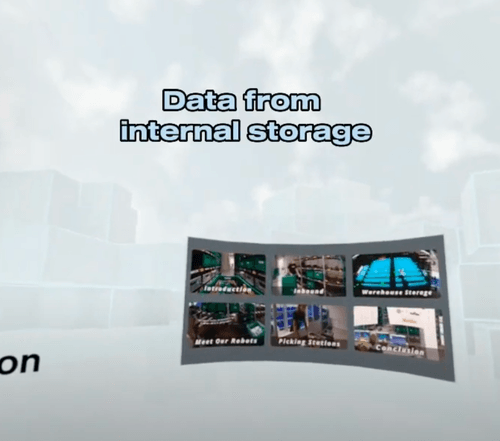 Data from
internal storage
Introduction
Inbound
Warehouse Storage
Meet Our Robots
Picking Stations
Conclusion
on